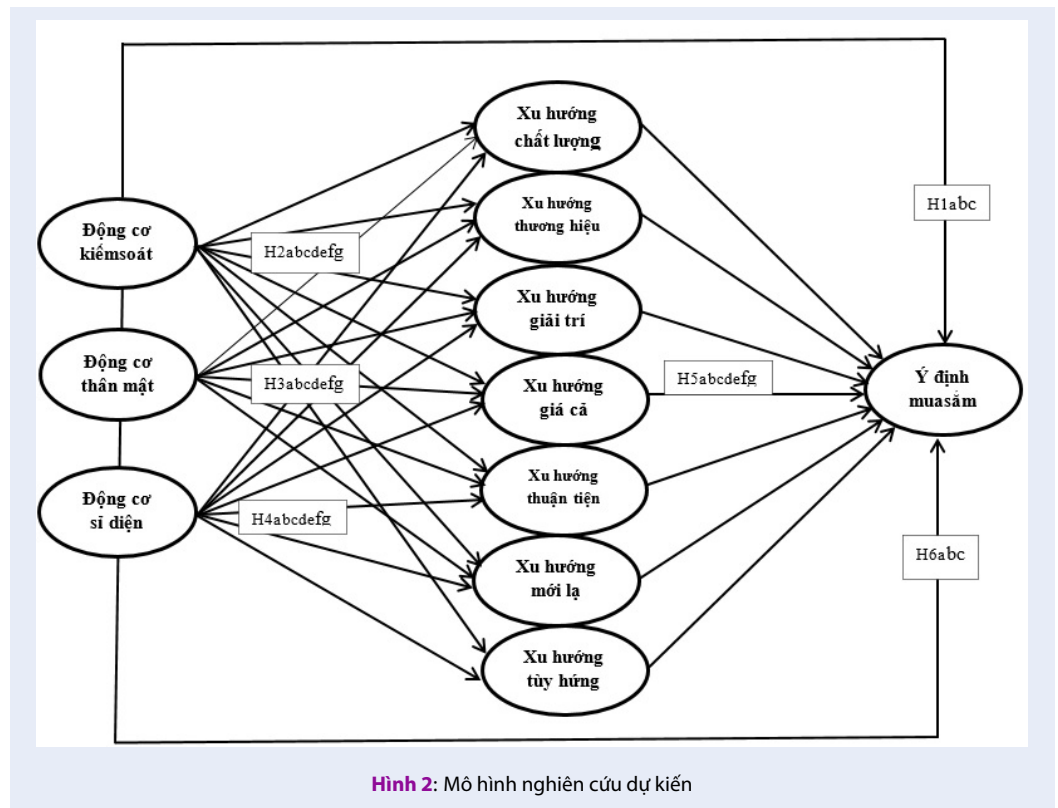 Xu hướng
chất lượng
H1abc
Xu hướng
thương hiệu
Động cơ
kiểmsoát
H2abcdefg
Xu hướng
giãi trí
Động cơ
thân mật
H3abcdefg
Xu hướng
giá cả
H5abcdefg
Ý định
muasắm
Xu hướng
thuận tiện
Động cơ
sĩ diện
H4abcdefg
Xu hướng
mới lạ
H6abc
Xu hướng
tùy hứng
Hình 2: Mô hình nghiên cứu dự kiến